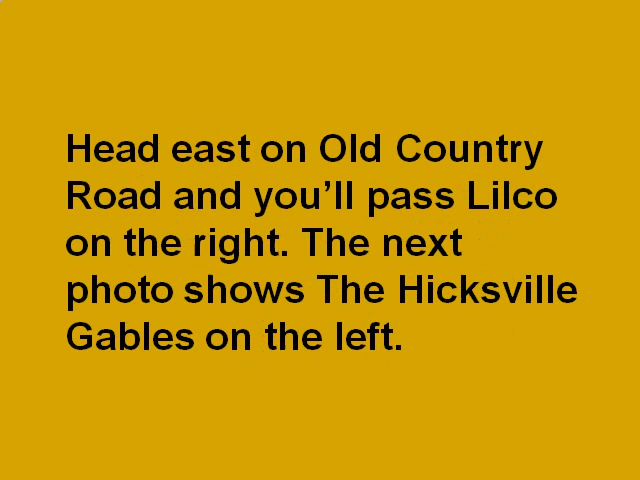 Head east on Old Country
Road and you’ll pass Lilco
on the right. The next
photo shows The Hicksville
Gables on the left.